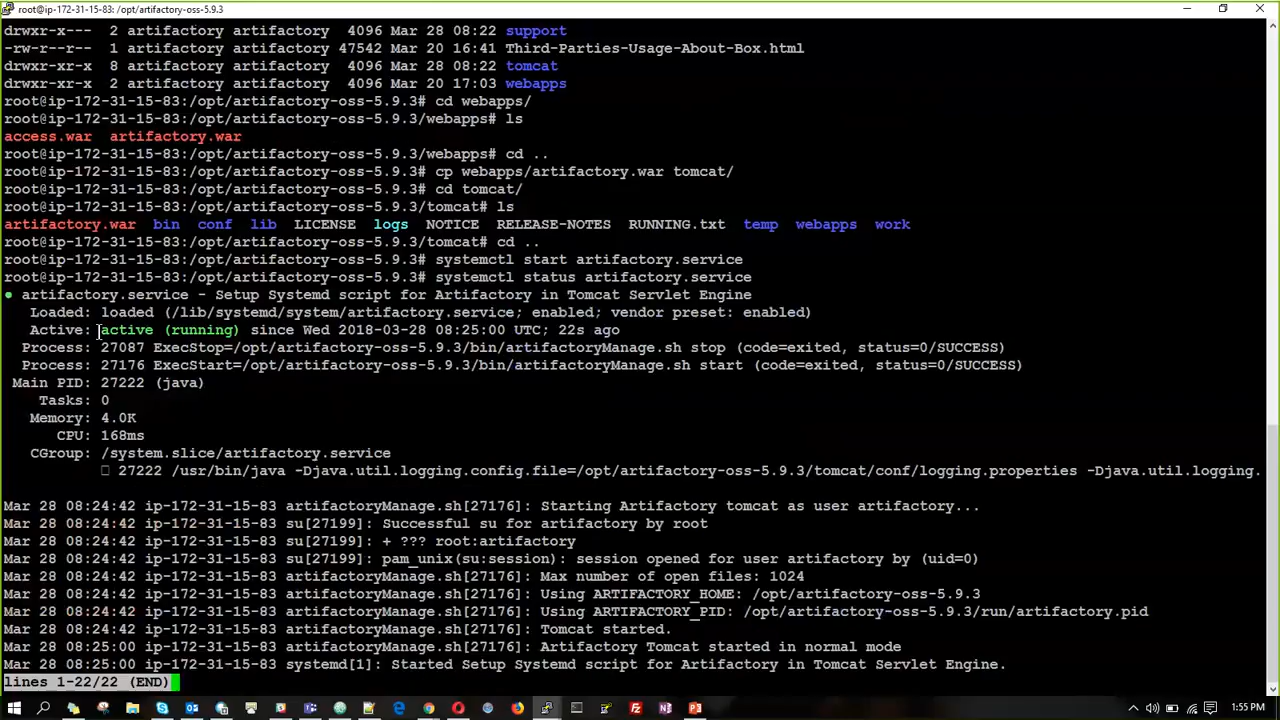 root@ip-172-31-15-83: /opt/artifactory-oss-5.9.3
drwxr-x--- 2 artifactory artifactory 4096 Mar 28 08:22 support
-rw-r--r-- 1 artifactory artifactory 47542 Mar 20 16:41 Third-Parties-Usage-About-Box.html
drwxr-xr-x 8 artifactory artifactory 4096 Mar 28 08:22 tomcat
drwxr-xr-x 2 artifactory artifactory 4096 Mar 20 17:03 webapps
root@ip-172-31-15-83:/opt/artifactory-oss-5.9.3# cd webapps/
root@ip-172-31-15-83:/opt/artifactory-oss-5.9.3/webapps# ls
access.war artifactory.war
root@ip-172-31-15-83:/opt/artifactory-oss-5.9.3/webapps# cd ..
root@ip-172-31-15-83:/opt/artifactory-oss-5.9.3# cp webapps/artifactory.war tomcat/
root@ip-172-31-15-83:/opt/artifactory-oss-5.9.3# cd tomcat/
root@ip-172-31-15-83:/opt/artifactory-oss-5.9.3/tomcat# ls
artifactory.war bin conf lib LICENSE logs NOTICE RELEASE-NOTES RUNNING.txt temp webapps work
root@ip-172-31-15-83:/opt/artifactory-oss-5.9.3/tomcat# cd ..
root@ip-172-31-15-83:/opt/artifactory-oss-5.9.3# systemctl start artifactory.service
root@ip-172-31-15-83:/opt/artifactory-oss-5.9.3# systemctl status artifactory.service
● artifactory.service - Setup Systemd script for Artifactory in Tomcat Servlet Engine
Loaded: loaded (/lib/systemd/system/artifactory.service; enabled; vendor preset: enabled)
Active: active (running) since Wed 2018-03-28 08:25:00 UTC; 22s ago
Process: 27087 ExecStop=/opt/artifactory-oss-5.9.3/bin/artifactoryManage.sh stop (code=exited, status=0/SUCCESS)
Process: 27176 ExecStart=/opt/artifactory-oss-5.9.3/bin/artifactoryManage.sh start (code=exited, status=0/SUCCESS)
Main PID: 27222 (java)
Tasks: 0
Memory: 4.0K
CPU: 168ms
CGroup: /system.slice/artifactory.service
27222 /usr/bin/java -Djava.util.logging.config.file=/opt/artifactory-oss-5.9.3/tomcat/conf/logging.properties -Djava.util.logging.
Mar 28 08:24:42 ip-172-31-15-83 artifactoryManage.sh[27176]: Starting Artifactory tomcat as user artifactory...
Mar 28 08:24:42 ip-172-31-15-83 su[27199]: Successful su for artifactory by root
Mar 28 08:24:42 ip-172-31-15-83 su[27199]: + ??? root:artifactory
Mar 28 08:24:42 ip-172-31-15-83 su[27199]: pam_unix(su:session): session opened for user artifactory by (uid=0)
Mar 28 08:24:42 ip-172-31-15-83 artifactoryManage.sh[27176]: Max number of open files: 1024
Mar 28 08:24:42 ip-172-31-15-83 artifactoryManage.sh[27176]: Using ARTIFACTORY_HOME: /opt/artifactory-oss-5.9.3
Mar 28 08:24:42 ip-172-31-15-83 artifactoryManage.sh[27176]: Using ARTIFACTORY_PID: /opt/artifactory-oss-5.9.3/run/artifactory.pid
Mar 28 08:24:42 ip-172-31-15-83 artifactoryManage.sh[27176]: Tomcat started.
Mar 28 08:25:00 ip-172-31-15-83 artifactoryManage.sh[27176]: Artifactory Tomcat started in normal mode
Mar 28 08:25:00 ip-172-31-15-83 systemd[1]: Started Setup Systemd script for Artifactory in Tomcat Servlet Engine.
lines 1-22/22 (END)
1:55 PM